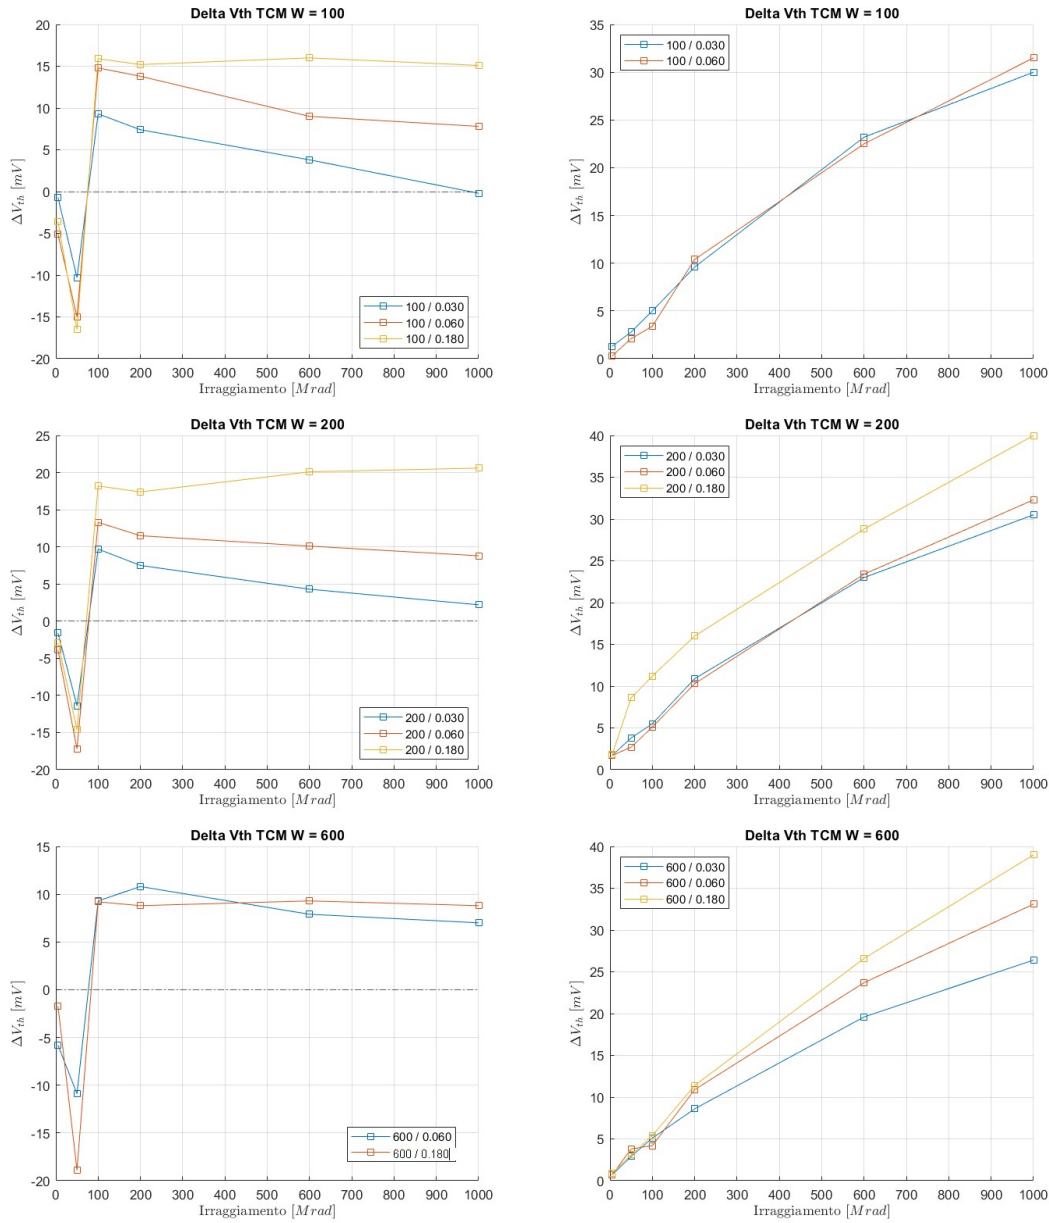 Delta Vth TCM W = 100
20
15
10
5
0
-5
-10
-15
-20
ΔV_th [mV]
100 / 0.030
100 / 0.060
100 / 0.180
0 100 200 300 400 500 600 700 800 900 1000
Irraggiamento [Mrad]
Delta Vth TCM W = 100
35
30
25
20
15
10
5
0
ΔV_th [mV]
100 / 0.030
100 / 0.060
0 100 200 300 400 500 600 700 800 900 1000
Irraggiamento [Mrad]
Delta Vth TCM W = 200
25
20
15
10
5
0
-5
-10
-15
-20
ΔV_th [mV]
200 / 0.030
200 / 0.060
200 / 0.180
0 100 200 300 400 500 600 700 800 900 1000
Irraggiamento [Mrad]
Delta Vth TCM W = 200
40
35
30
25
20
15
10
5
0
ΔV_th [mV]
200 / 0.030
200 / 0.060
200 / 0.180
0 100 200 300 400 500 600 700 800 900 1000
Irraggiamento [Mrad]
Delta Vth TCM W = 600
15
10
5
0
-5
-10
-15
-20
ΔV_th [mV]
600 / 0.060
600 / 0.180
0 100 200 300 400 500 600 700 800 900 1000
Irraggiamento [Mrad]
Delta Vth TCM W = 600
40
35
30
25
20
15
10
5
0
ΔV_th [mV]
600 / 0.030
600 / 0.060
600 / 0.180
0 100 200 300 400 500 600 700 800 900 1000
Irraggiamento [Mrad]